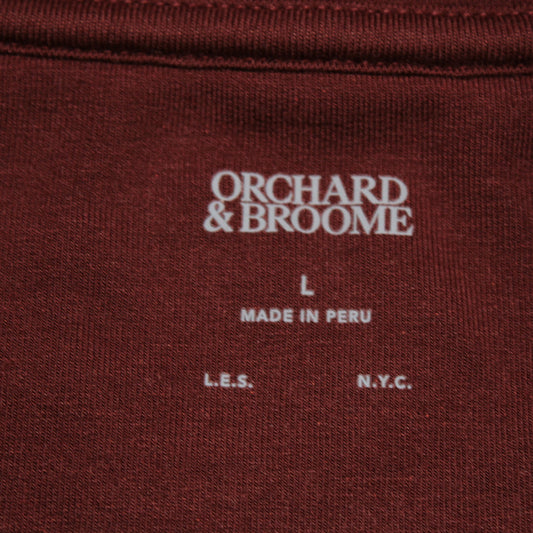 ORCHARD
& BROOME
L
MADE IN PERU
L.E.S. N.Y.C.